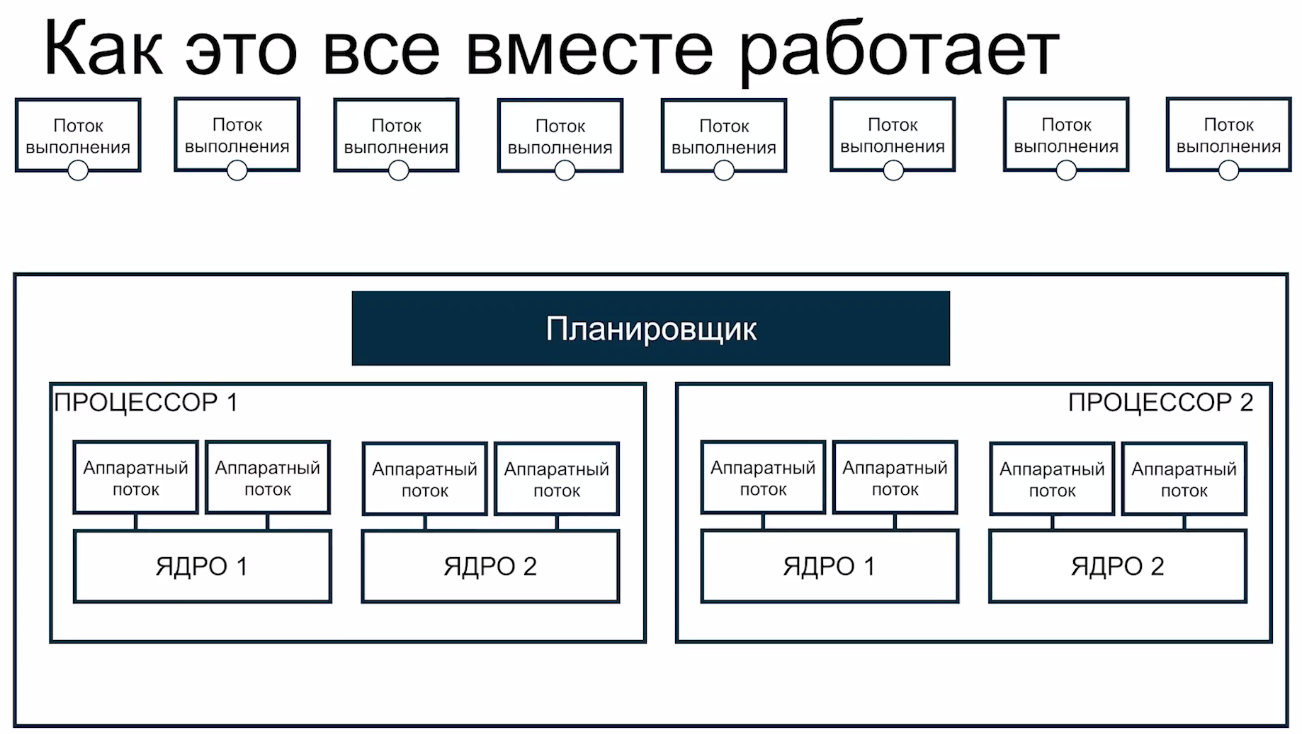 Как это все вместе работает
Поток
выполнения
Поток
выполнения
Поток
выполнения
Поток
выполнения
Поток
выполнения
Поток
выполнения
Поток
выполнения
Поток
выполнения
Планировщик
ПРОЦЕССОР 1
Аппаратный
поток
Аппаратный
поток
Аппаратный
поток
Аппаратный
поток
ЯДРО 1
ЯДРО 2
ПРОЦЕССОР 2
Аппаратный
поток
Аппаратный
поток
Аппаратный
поток
Аппаратный
поток
ЯДРО 1
ЯДРО 2